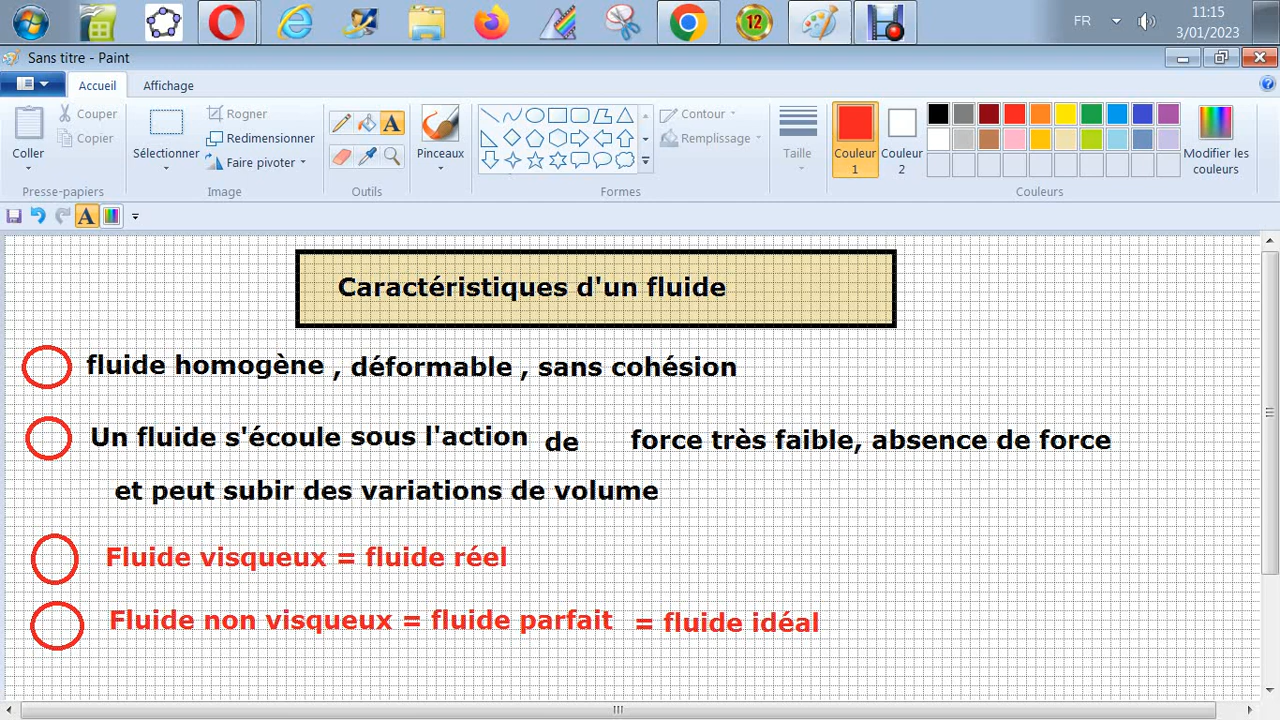 12
FR
11:15
3/01/2023
Sans titre - Paint
Accueil Affichage
Coller
Couper
Copier
Presse-papiers
Sélectionner
Rogner
Redimensionner
Faire pivoter
Image
A
Outils
Pinceaux
Contour
Remplissage
Formes
Taille
Couleur 1
Couleur 2
Modifier les couleurs
Couleurs
A
Caractéristiques d'un fluide
fluide homogène , déformable , sans cohésion
Un fluide s'écoule sous l'action de force très faible, absence de force
et peut subir des variations de volume
Fluide visqueux = fluide réel
Fluide non visqueux = fluide parfait = fluide idéal